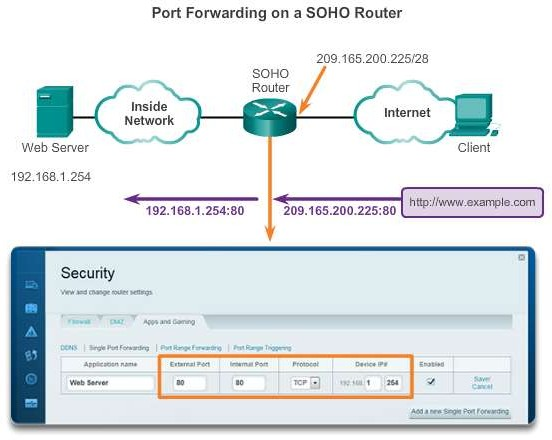 Port Forwarding on a SOHO Router
209.165.200.225/28
SOHO
Router
Inside
Network
Internet
Web Server
Client
192.168.1.254
192.168.1.254:80
209.165.200.225:80
http://www.example.com
Security
View and change router settings
Firewall
DMZ
Apps and Gaming
DDNS | Single Port Forwarding | Port Range Forwarding | Port Range Triggering
Application name External Port Internal Port Protocol Device IP# Enabled
Web Server 80 80 TCP 192.168. 1 254 Save/
Cancel
Add a new Single Port Forwarding